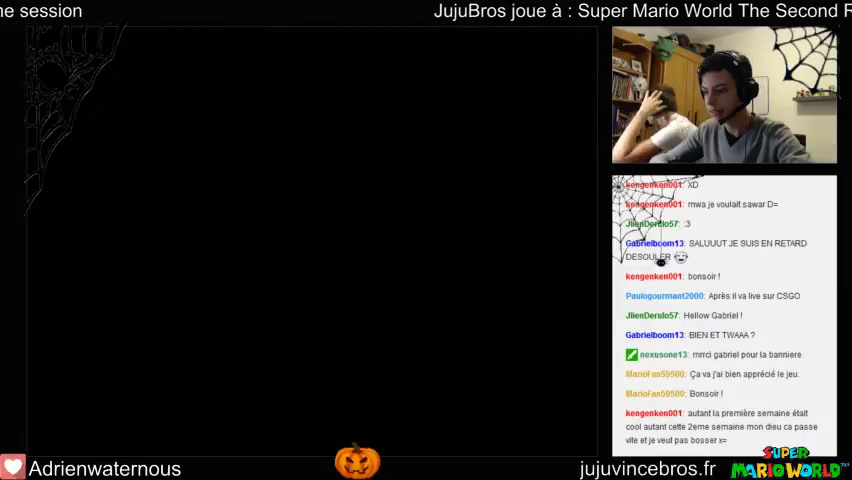 ne session
JujuBros joue à : Super Mario World The Second R
kengenken001: XD
kengenken001: mwa je voulait sawar D=
JlienDerulo57: :3
Gabrielboom13: SALUUUT JE SUIS EN RETARD
DESOULER
kengenken001: bonsoir !
Paulogourmant2000: Après il va live sur CSGO
JlienDerulo57: Hellow Gabriel !
Gabrielboom13: BIEN ET TWAAA ?
nexusone13: mrrci gabriel pour la banniere
MarioFan59500: Ça va j'ai bien apprécié le jeu.
MarioFan59500: Bonsoir !
kengenken001: autant la première semaine était
cool autant cette 2eme semaine mon dieu ca passe
vite et je veut pas bosser x=
Adrienwaternous
jujuvincebros.fr
SUPER
MARIO WORLD